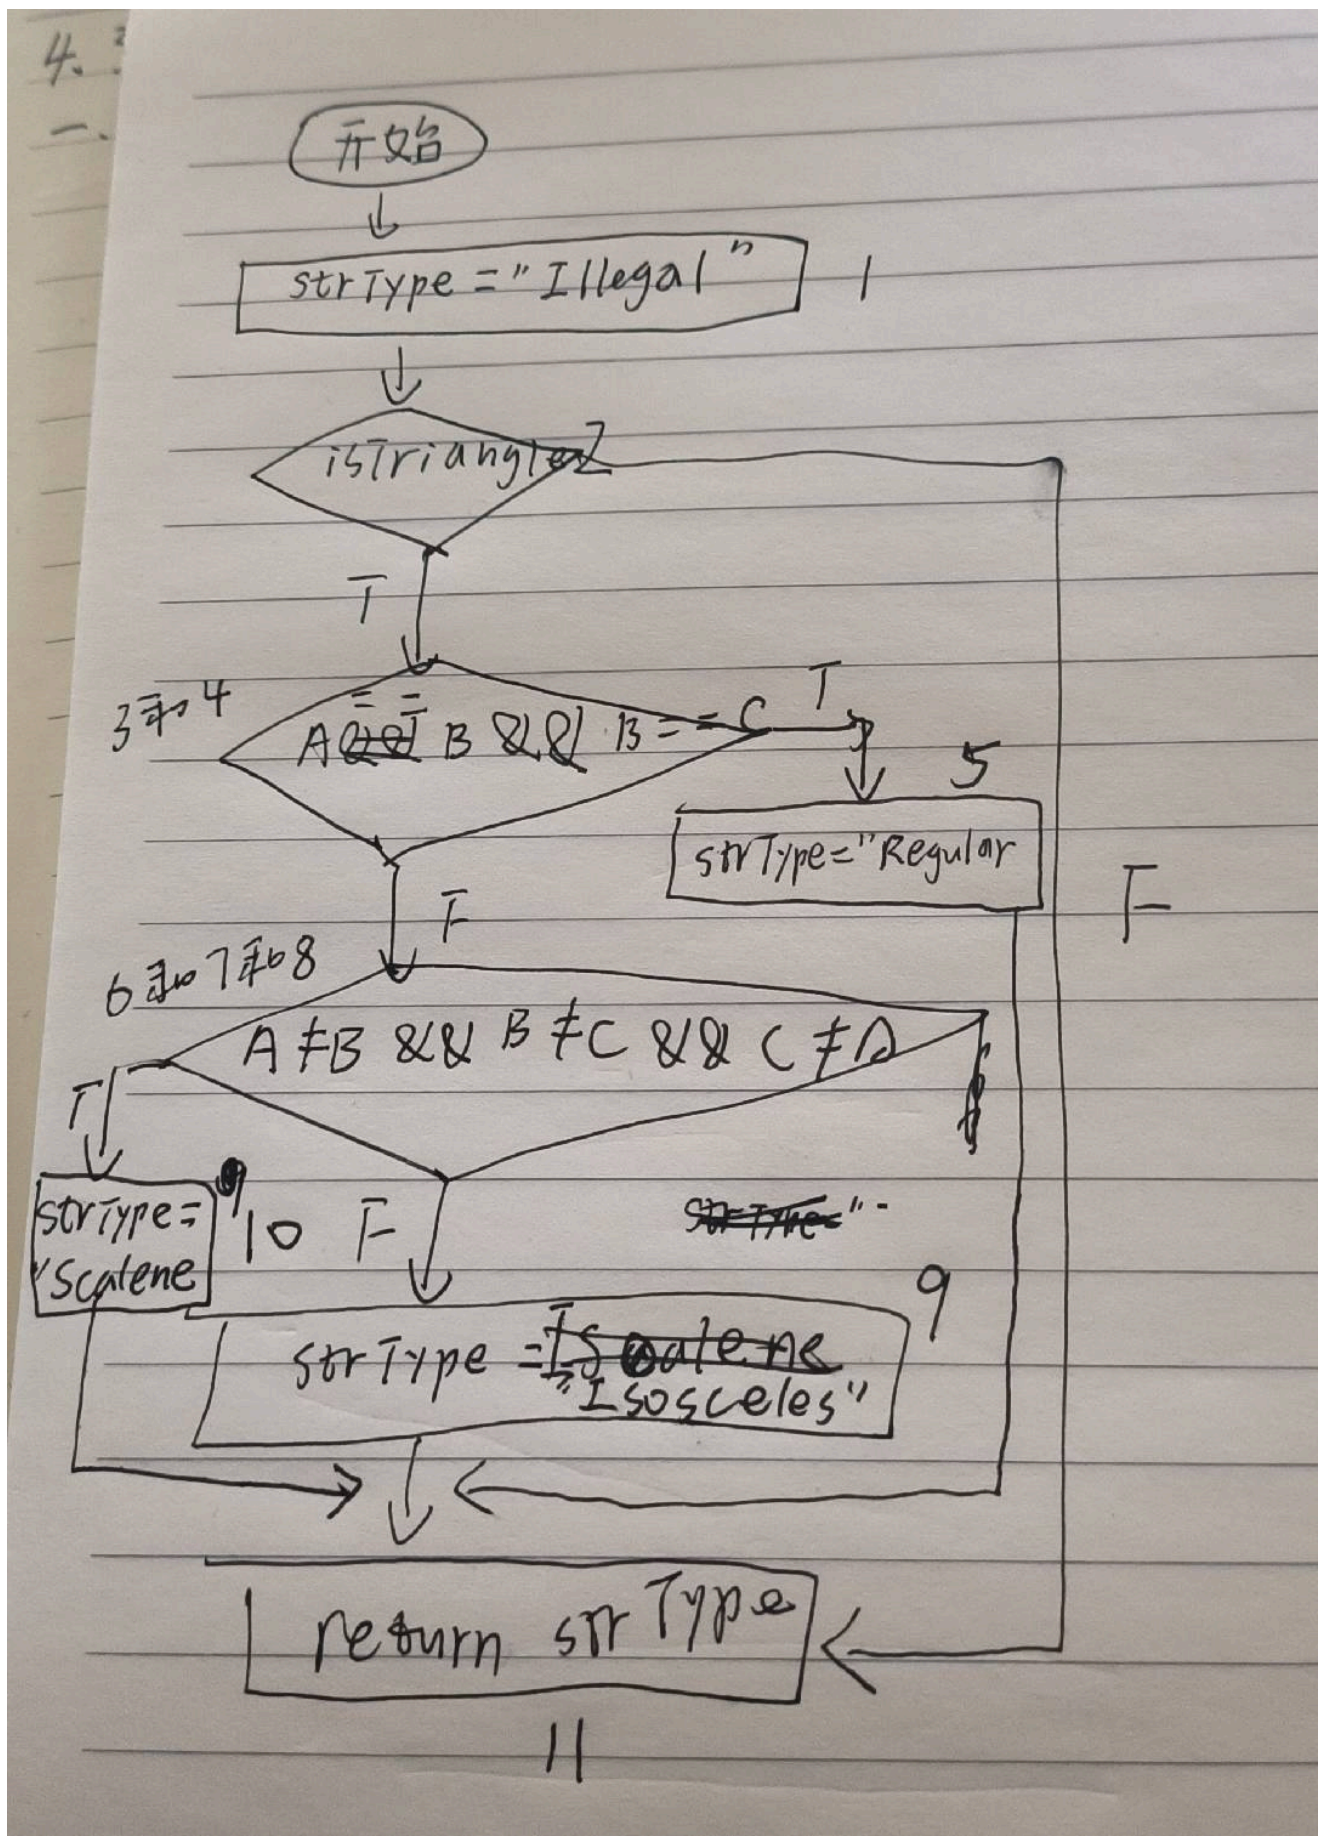 4.
一、
开始
strType = "Illegal" 1
isTriangle 2
T
3和4
A == B && B == C T
5
strType="Regular
F
F
6和7和8
A ≠ B && B ≠ C && C ≠ A
T
strType=
"Scalene
10 F
9
strType =
"Isosceles"
return strType
11